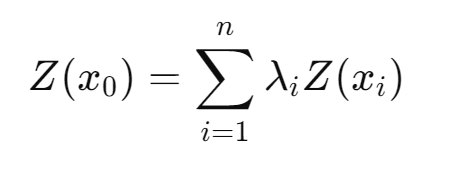 $Z(x_0) = \sum_{i=1}^{n} \lambda_i Z(x_i)$